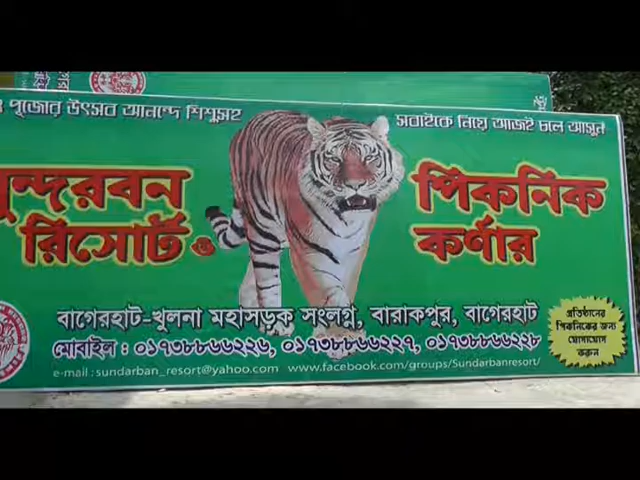 পূজোর উৎসব আনন্দে শিশুসহ
সবাইকে নিয়ে আজই চলে আসুন
ন্দরবন
রিসোর্ট ও
পিকনিক
কর্ণার
বাগেরহাট-খুলনা মহাসড়ক সংলগ্ন, বারাকপুর, বাগেরহাট
মোবাইল : ০১৭৩৮৮৬৬২২৬, ০১৭৩৮৮৬৬২২৭, ০১৭৩৮৮৬৬২২৮
e-mail : sundarban_resort@yahoo.com www.facebook.com/groups/Sundarbanresort/
প্রতিষ্ঠানের
পিকনিকের জন্য
যোগাযোগ
করুন